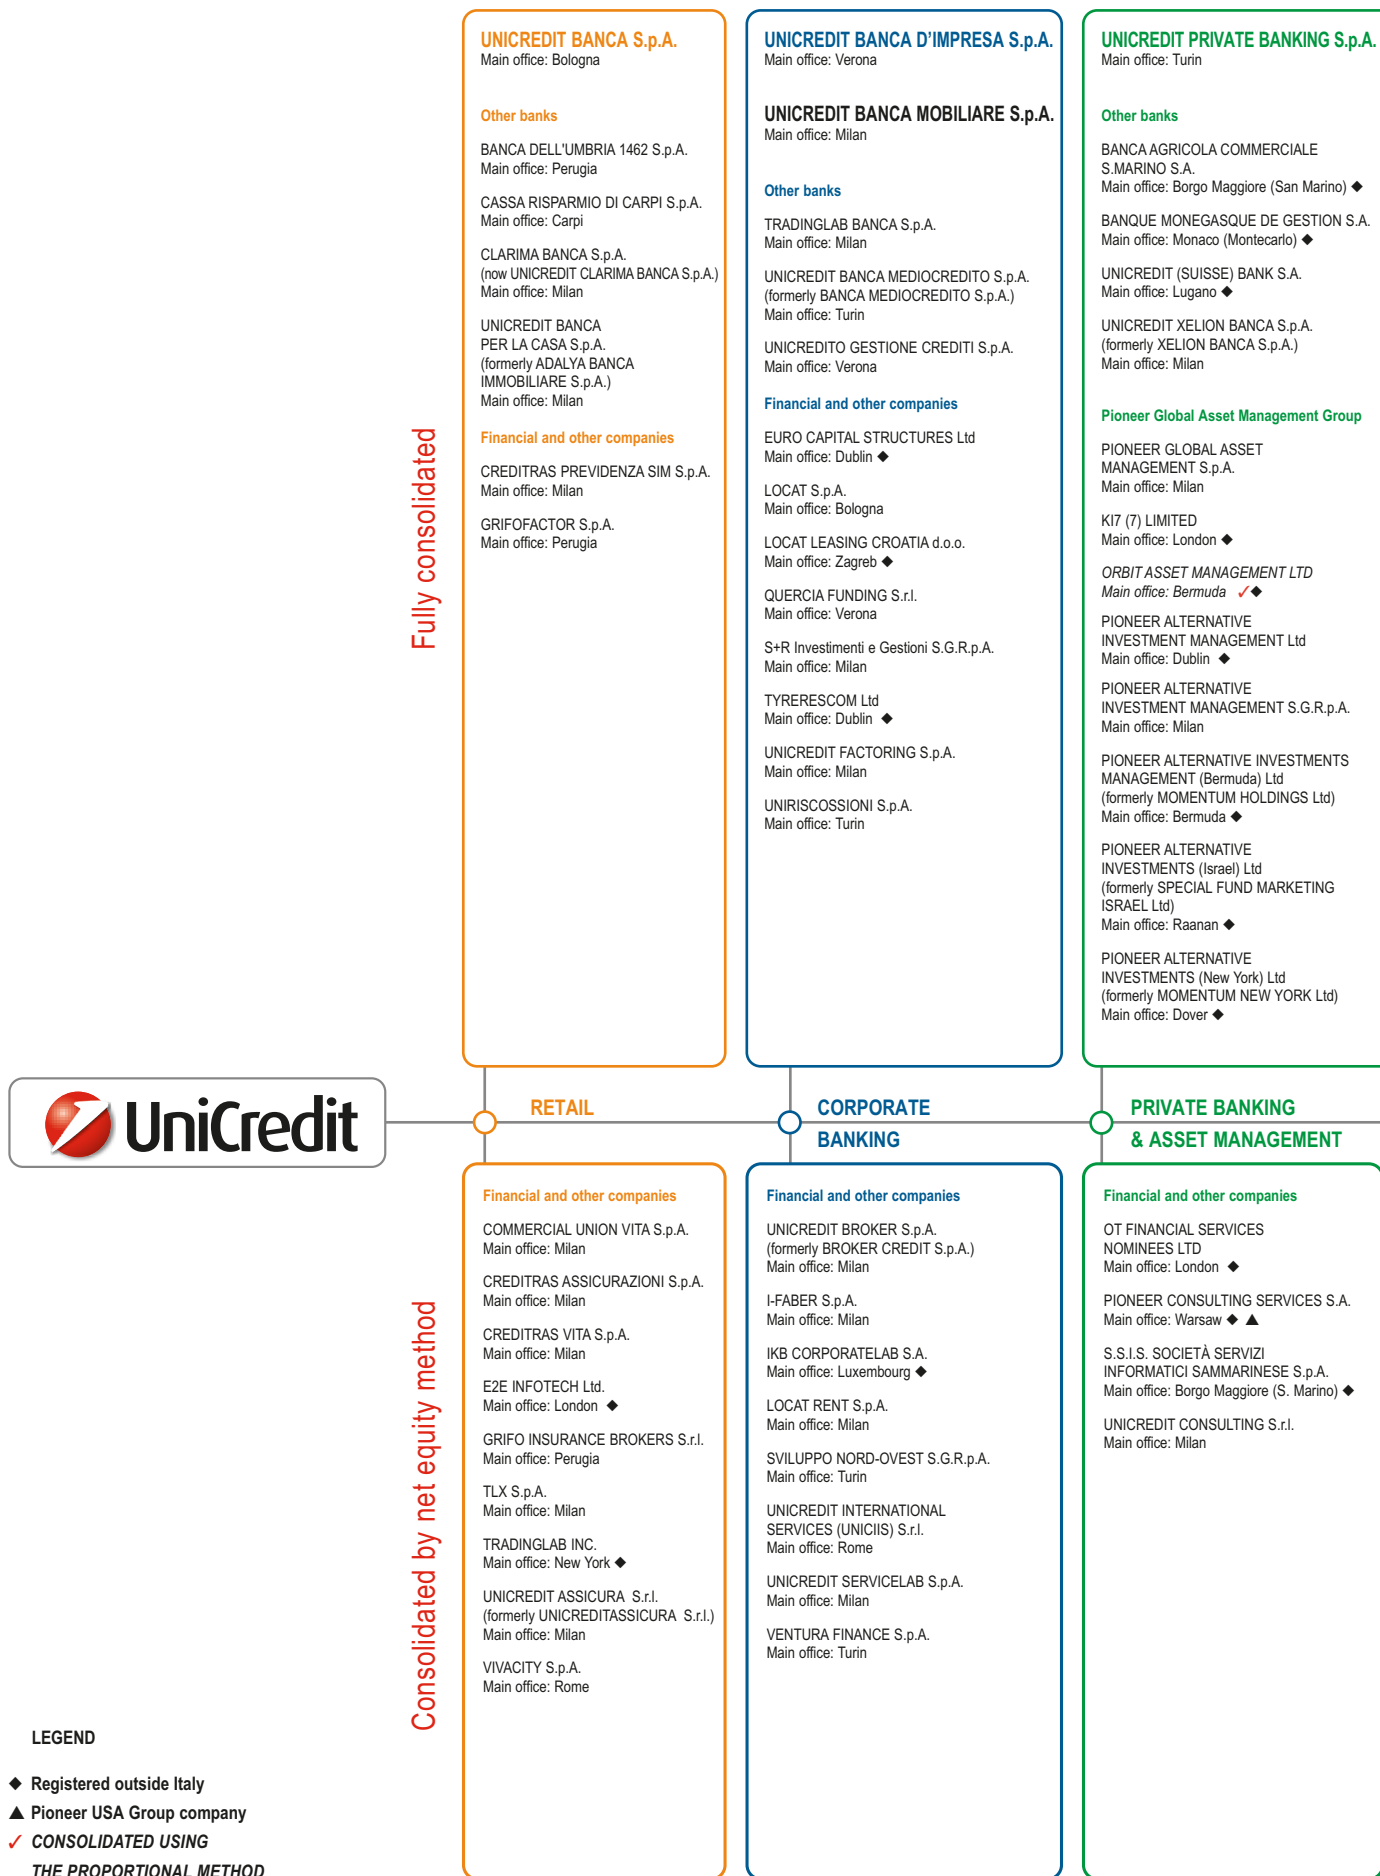 UNICREDIT BANCA S.p.A.
Main office: Bologna
Other banks
BANCA DELL'UMBRIA 1462 S.p.A.
Main office: Perugia
CASSA RISPARMIO DI CARPI S.p.A.
Main office: Carpi
CLARIMA BANCA S.p.A.
(now UNICREDIT CLARIMA BANCA S.p.A.)
Main office: Milan
UNICREDIT BANCA
PER LA CASA S.p.A.
(formerly ADALYA BANCA
IMMOBILIARE S.p.A.)
Main office: Milan
Financial and other companies
CREDITRAS PREVIDENZA SIM S.p.A.
Main office: Milan
GRIFOFACTOR S.p.A.
Main office: Perugia
UNICREDIT BANCA D'IMPRESA S.p.A.
Main office: Verona
UNICREDIT BANCA MOBILIARE S.p.A.
Main office: Milan
Other banks
TRADINGLAB BANCA S.p.A.
Main office: Milan
UNICREDIT BANCA MEDIOCREDITO S.p.A.
(formerly BANCA MEDIOCREDITO S.p.A.)
Main office: Turin
UNICREDITO GESTIONE CREDITI S.p.A.
Main office: Verona
Financial and other companies
EURO CAPITAL STRUCTURES Ltd
Main office: Dublin ◆
LOCAT S.p.A.
Main office: Bologna
LOCAT LEASING CROATIA d.o.o.
Main office: Zagreb ◆
QUERCIA FUNDING S.r.l.
Main office: Verona
S+R Investimenti e Gestioni S.G.R.p.A.
Main office: Milan
TYRERESCOM Ltd
Main office: Dublin ◆
UNICREDIT FACTORING S.p.A.
Main office: Milan
UNIRISCOSSIONI S.p.A.
Main office: Turin
UNICREDIT PRIVATE BANKING S.p.A.
Main office: Turin
Other banks
BANCA AGRICOLA COMMERCIALE
S.MARINO S.A.
Main office: Borgo Maggiore (San Marino) ◆
BANQUE MONEGASQUE DE GESTION S.A.
Main office: Monaco (Montecarlo) ◆
UNICREDIT (SUISSE) BANK S.A.
Main office: Lugano ◆
UNICREDIT XELION BANCA S.p.A.
(formerly XELION BANCA S.p.A.)
Main office: Milan
Pioneer Global Asset Management Group
PIONEER GLOBAL ASSET
MANAGEMENT S.p.A.
Main office: Milan
KI7 (7) LIMITED
Main office: London ◆
ORBIT ASSET MANAGEMENT LTD
Main office: Bermuda ✓◆
PIONEER ALTERNATIVE
INVESTMENT MANAGEMENT Ltd
Main office: Dublin ◆
PIONEER ALTERNATIVE
INVESTMENT MANAGEMENT S.G.R.p.A.
Main office: Milan
PIONEER ALTERNATIVE INVESTMENTS
MANAGEMENT (Bermuda) Ltd
(formerly MOMENTUM HOLDINGS Ltd)
Main office: Bermuda ◆
PIONEER ALTERNATIVE
INVESTMENTS (Israel) Ltd
(formerly SPECIAL FUND MARKETING
ISRAEL Ltd)
Main office: Raanan ◆
PIONEER ALTERNATIVE
INVESTMENTS (New York) Ltd
(formerly MOMENTUM NEW YORK Ltd)
Main office: Dover ◆
Fully consolidated
UniCredit
RETAIL
CORPORATE
BANKING
PRIVATE BANKING
& ASSET MANAGEMENT
Consolidated by net equity method
Financial and other companies
COMMERCIAL UNION VITA S.p.A.
Main office: Milan
CREDITRAS ASSICURAZIONI S.p.A.
Main office: Milan
CREDITRAS VITA S.p.A.
Main office: Milan
E2E INFOTECH Ltd.
Main office: London ◆
GRIFO INSURANCE BROKERS S.r.l.
Main office: Perugia
TLX S.p.A.
Main office: Milan
TRADINGLAB INC.
Main office: New York ◆
UNICREDIT ASSICURA S.r.l.
(formerly UNICREDITASSICURA S.r.l.)
Main office: Milan
VIVACITY S.p.A.
Main office: Rome
Financial and other companies
UNICREDIT BROKER S.p.A.
(formerly BROKER CREDIT S.p.A.)
Main office: Milan
I-FABER S.p.A.
Main office: Milan
IKB CORPORATELAB S.A.
Main office: Luxembourg ◆
LOCAT RENT S.p.A.
Main office: Milan
SVILUPPO NORD-OVEST S.G.R.p.A.
Main office: Turin
UNICREDIT INTERNATIONAL
SERVICES (UNICIIS) S.r.l.
Main office: Rome
UNICREDIT SERVICELAB S.p.A.
Main office: Milan
VENTURA FINANCE S.p.A.
Main office: Turin
Financial and other companies
OT FINANCIAL SERVICES
NOMINEES LTD
Main office: London ◆
PIONEER CONSULTING SERVICES S.A.
Main office: Warsaw ◆ ▲
S.S.I.S. SOCIETÀ SERVIZI
INFORMATICI SAMMARINESE S.p.A.
Main office: Borgo Maggiore (S. Marino) ◆
UNICREDIT CONSULTING S.r.l.
Main office: Milan
LEGEND
◆ Registered outside Italy
▲ Pioneer USA Group company
✓ CONSOLIDATED USING
THE PROPORTIONAL METHOD